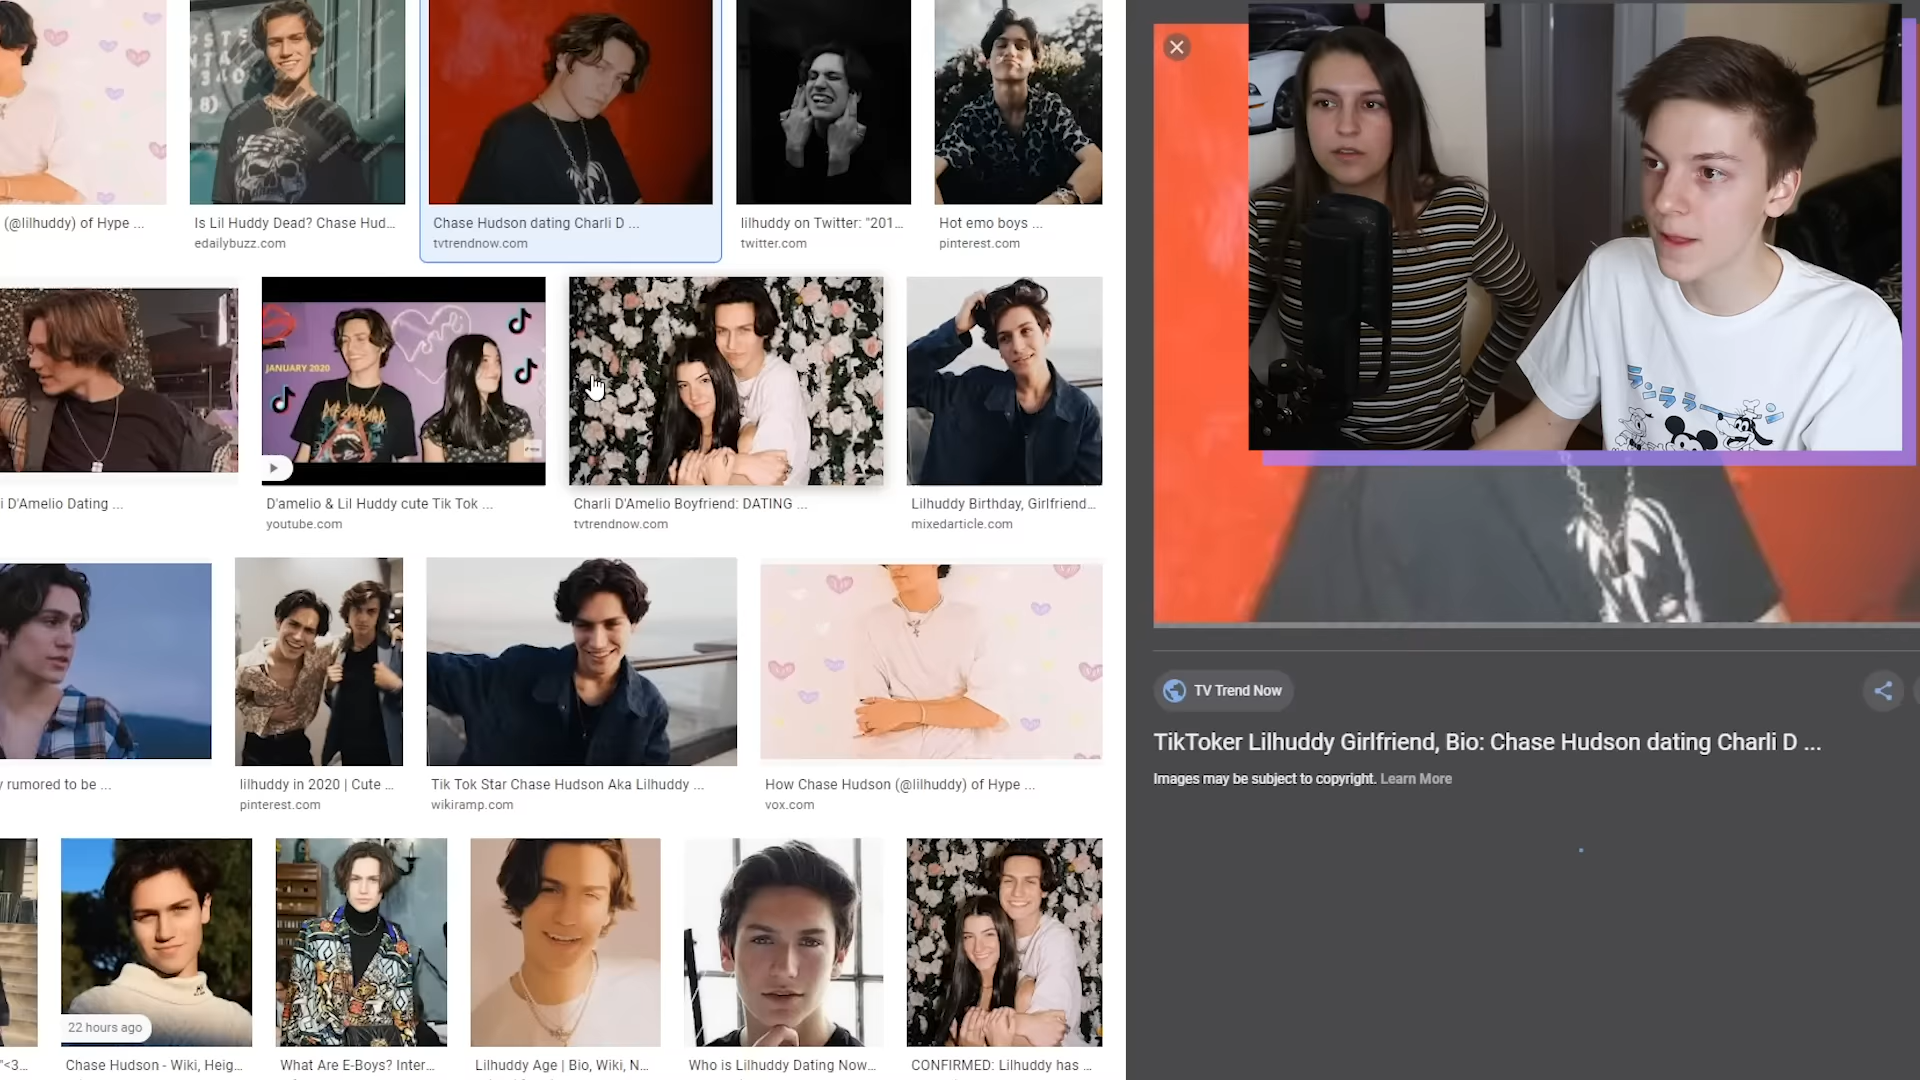 (@lilhuddy) of Hype ...
Is Lil Huddy Dead? Chase Hud...
edailybuzz.com
Chase Hudson dating Charli D ...
tvtrendnow.com
lilhuddy on Twitter: "201...
twitter.com
Hot emo boys ...
pinterest.com
JANUARY 2020
i D'Amelio Dating ...
D'amelio & Lil Huddy cute Tik Tok ...
youtube.com
Charli D'Amelio Boyfriend: DATING ...
tvtrendnow.com
Lilhuddy Birthday, Girlfriend...
mixedarticle.com
y rumored to be ...
lilhuddy in 2020 | Cute ...
pinterest.com
Tik Tok Star Chase Hudson Aka Lilhuddy ...
wikiramp.com
How Chase Hudson (@lilhuddy) of Hype ...
vox.com
22 hours ago
"<3...
Chase Hudson - Wiki, Heig...
What Are E-Boys? Inter...
Lilhuddy Age | Bio, Wiki, N...
Who is Lilhuddy Dating Now...
CONFIRMED: Lilhuddy has ...
TV Trend Now
TikToker Lilhuddy Girlfriend, Bio: Chase Hudson dating Charli D ...
Images may be subject to copyright. Learn More